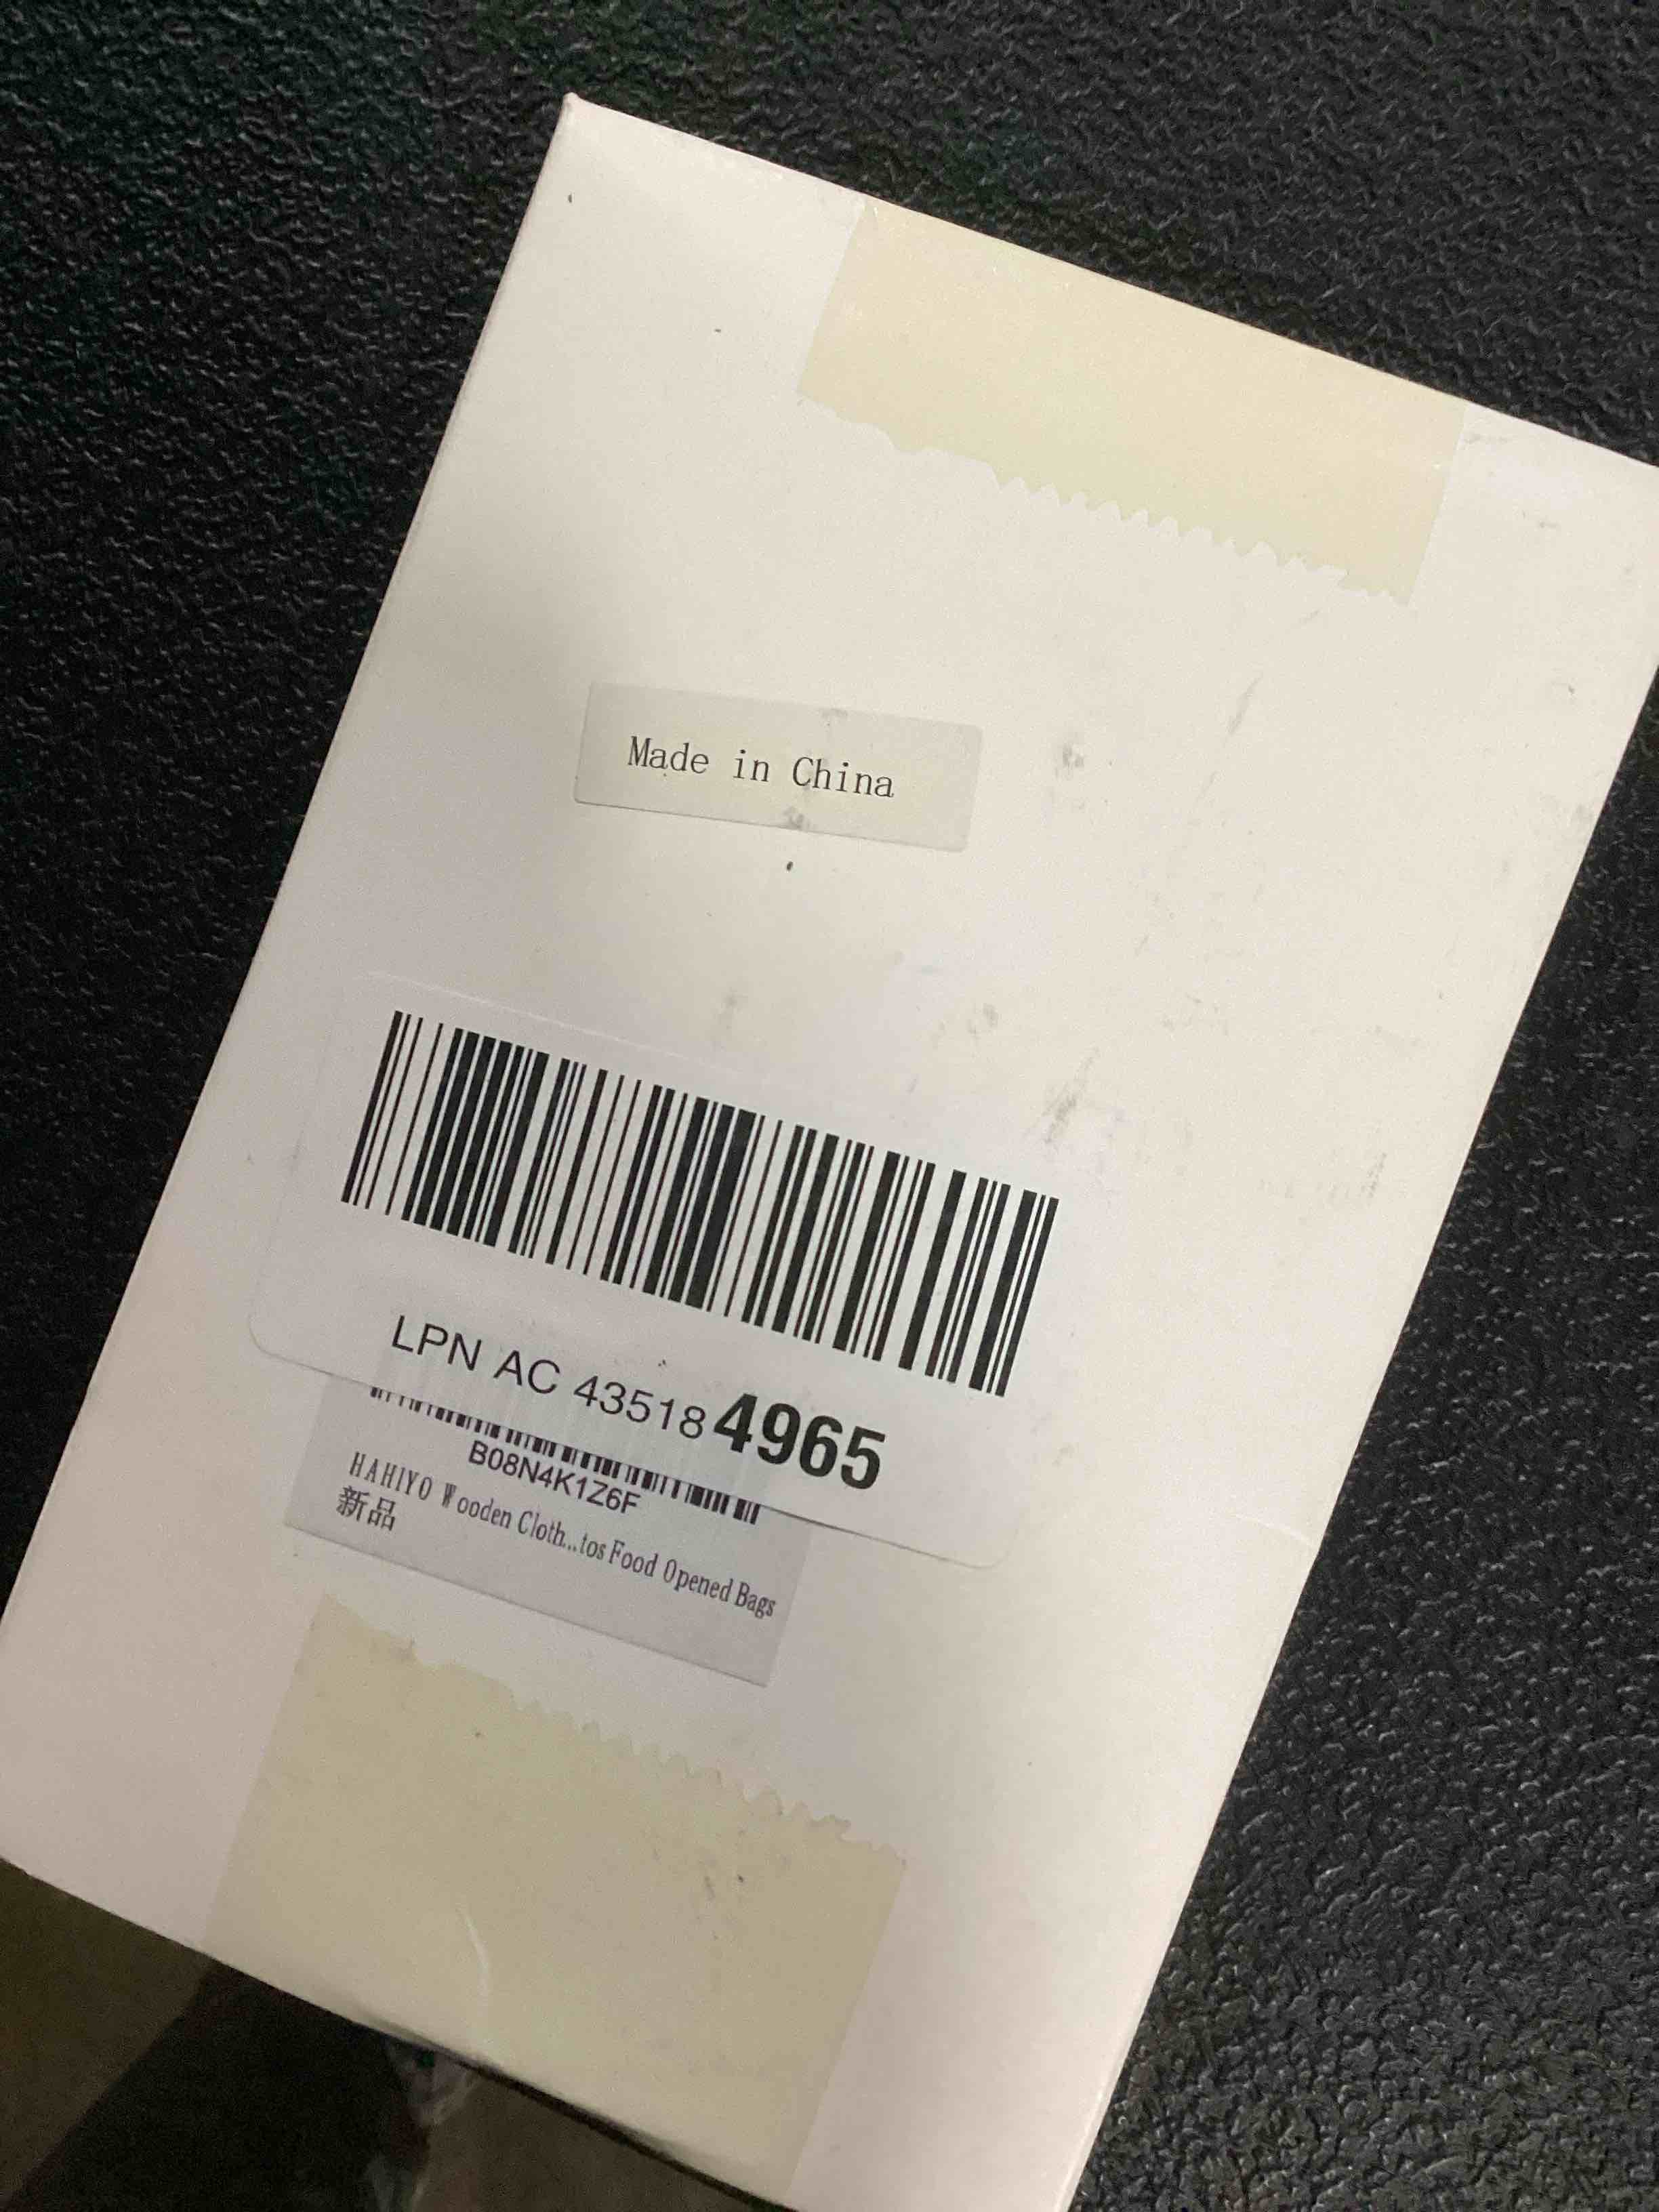 Made in China
LPN AC 435184965
B08N4K1Z6F
HAHIYO Wooden Cloth...tos Food Opened Bags
新品